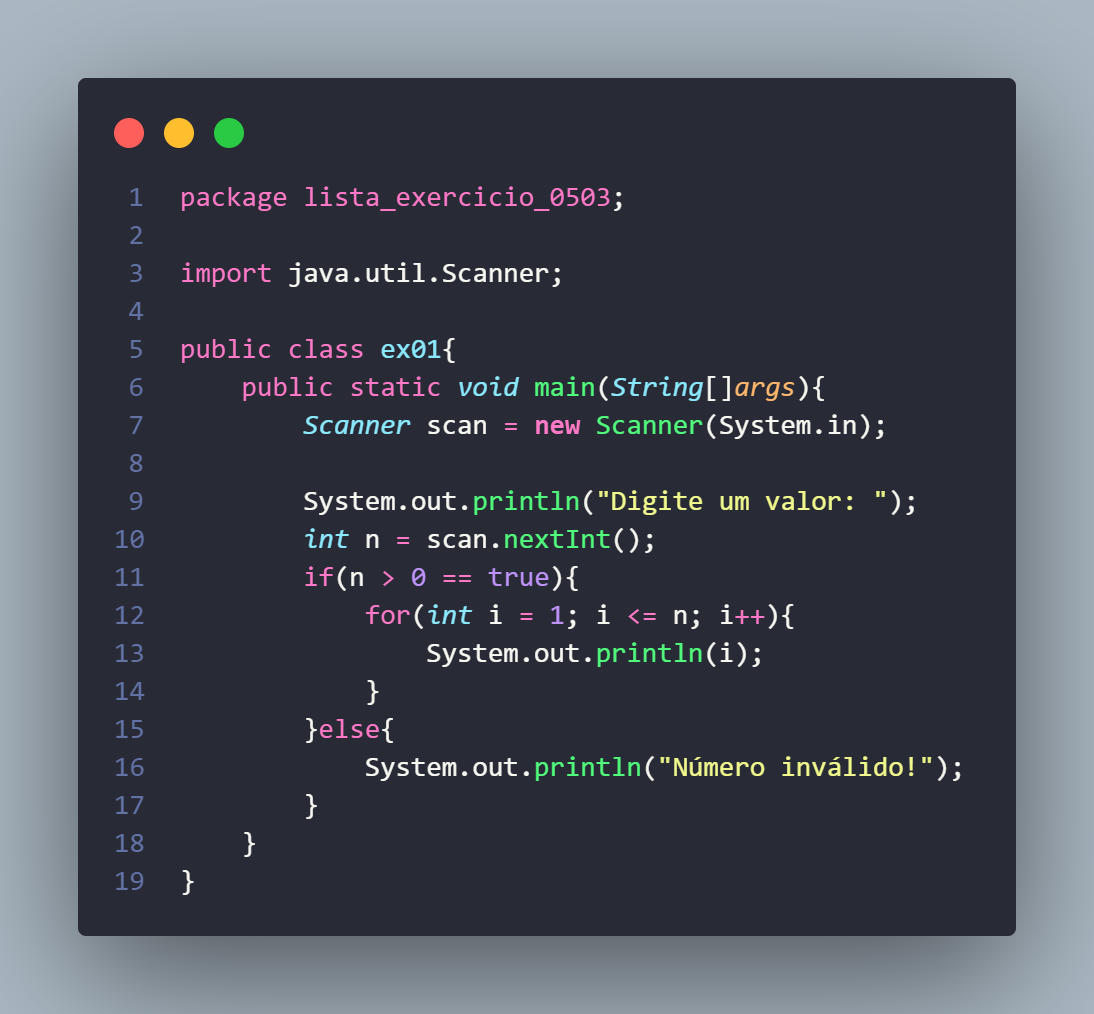 1 package lista_exercicio_0503;
2
3 import java.util.Scanner;
4
5 public class ex01{
6     public static void main(String[]args){
7         Scanner scan = new Scanner(System.in);
8
9         System.out.println("Digite um valor: ");
10         int n = scan.nextInt();
11         if(n > 0 == true){
12             for(int i = 1; i <= n; i++){
13                 System.out.println(i);
14             }
15         }else{
16             System.out.println("Número inválido!");
17         }
18     }
19 }